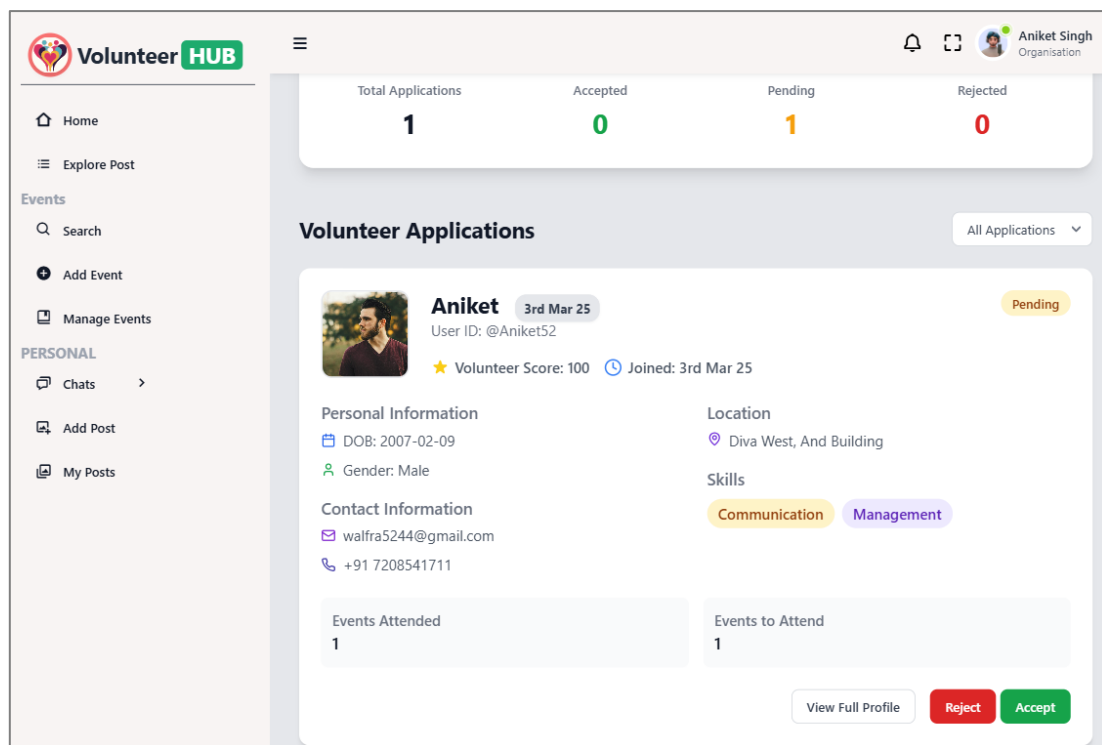 Volunteer HUB
Aniket Singh
Organisation
Home
Explore Post
Events
Search
Add Event
Manage Events
PERSONAL
Chats
Add Post
My Posts
Total Applications Accepted Pending Rejected
1 0 1 0
Volunteer Applications
All Applications
Aniket 3rd Mar 25
Pending
User ID: @Aniket52
Volunteer Score: 100 Joined: 3rd Mar 25
Personal Information
DOB: 2007-02-09
Gender: Male
Contact Information
walfra5244@gmail.com
+91 7208541711
Location
Diva West, And Building
Skills
Communication Management
Events Attended
1
Events to Attend
1
View Full Profile Reject Accept